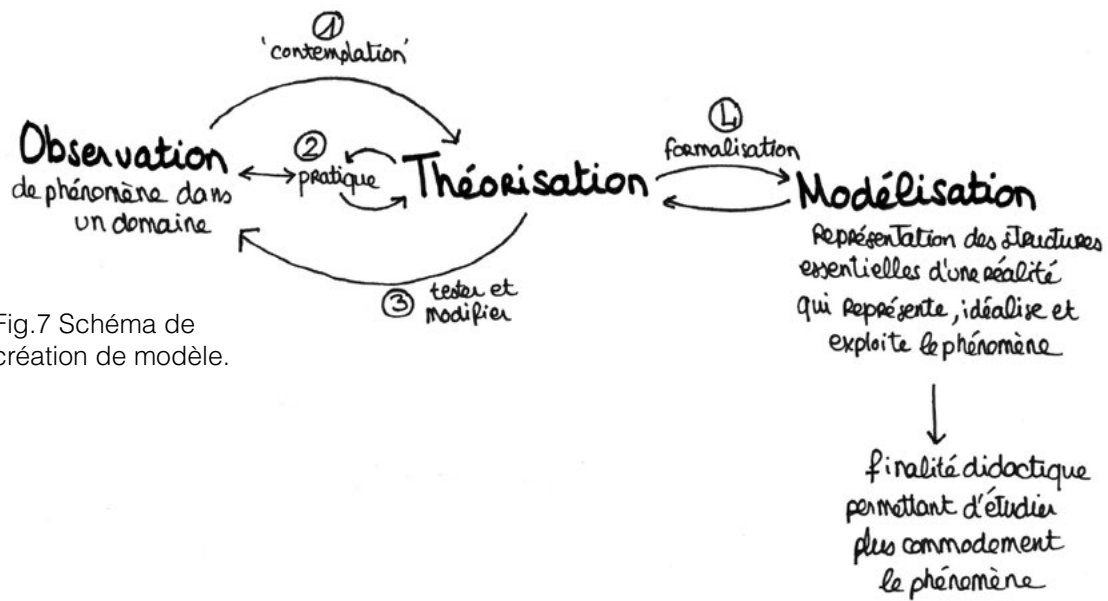 ①
'contemplation'
Observation
de phénomène dans
un domaine
②
pratique
Théorisation
③ tester et
modifier
④
formalisation
Modélisation
Représentation des structures
essentielles d'une réalité
qui représente, idéalise et
exploite le phénomène
finalité didactique
permettant d'étudier
plus commodement
le phénomène
Fig.7 Schéma de
création de modèle.